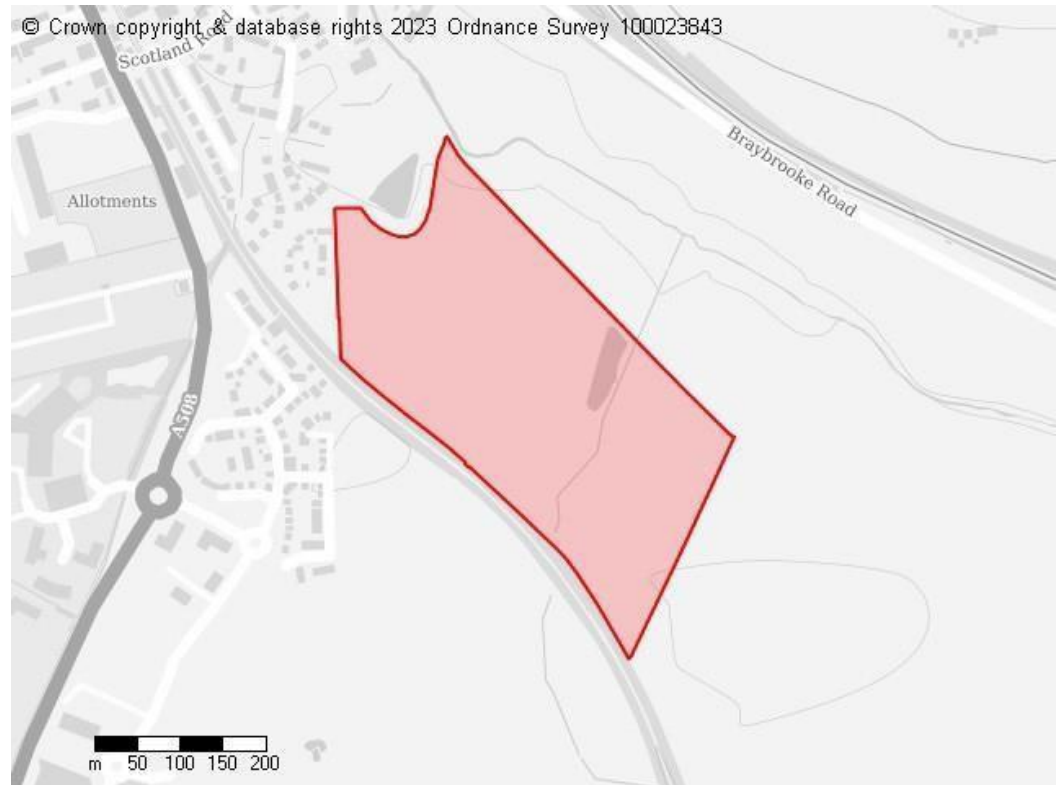 © Crown copyright & database rights 2023 Ordnance Survey 100023843
Scotland Road
Braybrooke Road
Allotments
A508
m 50 100 150 200